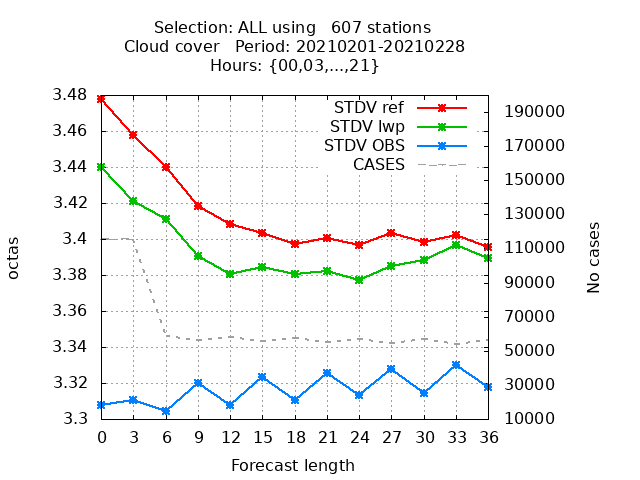 Selection: ALL using   607 stations
Cloud cover   Period: 20210201-20210228
Hours: {00,03,...,21}
STDV ref
STDV lwp
STDV OBS
CASES
3.48
3.46
3.44
3.42
3.4
3.38
3.36
3.34
3.32
3.3
octas
190000
170000
150000
130000
110000
90000
70000
50000
30000
10000
No cases
0 3 6 9 12 15 18 21 24 27 30 33 36
Forecast length